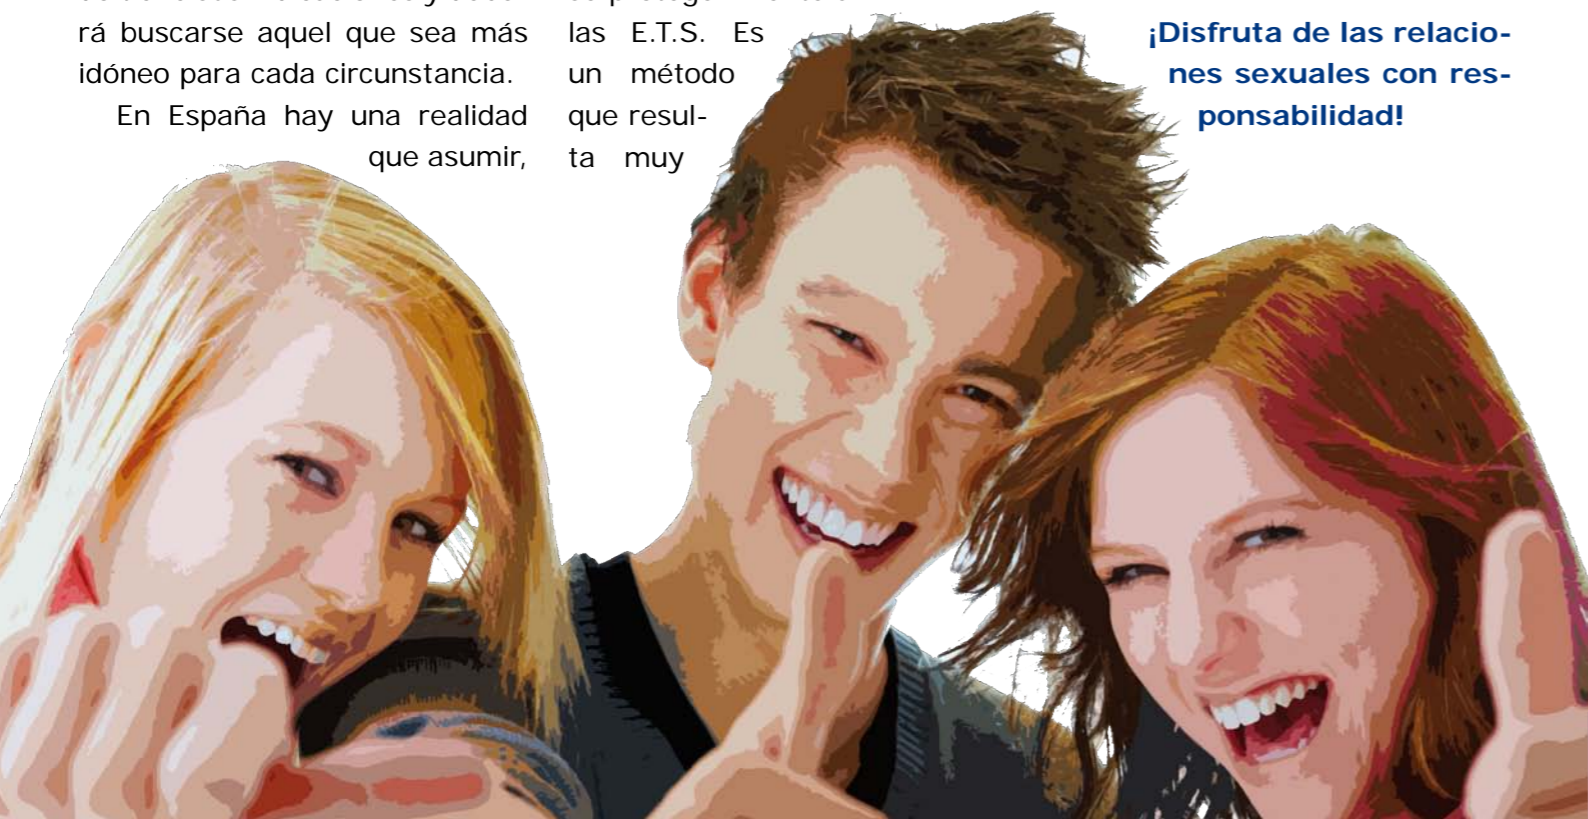 rá buscarse aquel que sea más
idóneo para cada circunstancia.
En España hay una realidad
que asumir,
las E.T.S. Es
un método
que resul-
ta muy
¡Disfruta de las relacio-
nes sexuales con res-
ponsabilidad!